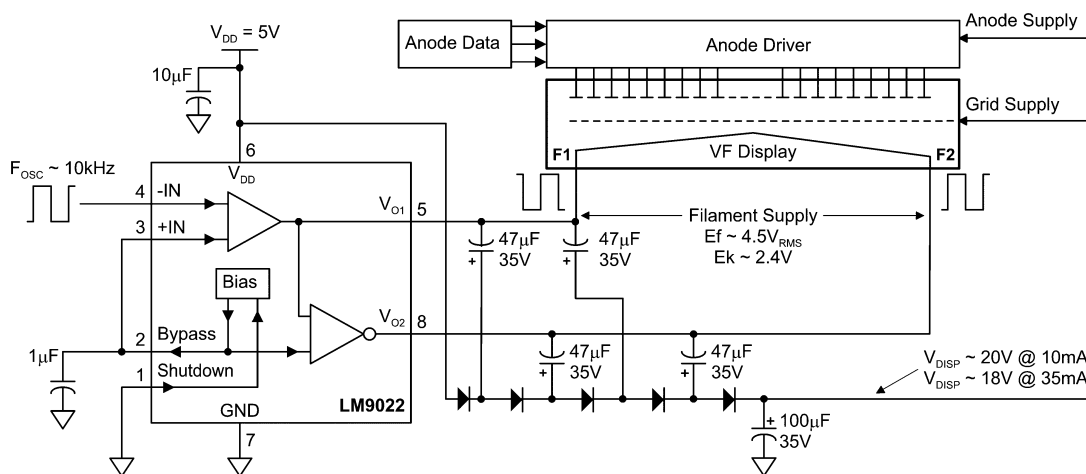 V_DD = 5V
10μF
Anode Data
Anode Driver
Anode Supply
Grid Supply
F1
VF Display
F2
F_OSC ~ 10kHz
6
V_DD
4
-IN
3
+IN
V_O1
5
Filament Supply
Ef ~ 4.5V_RMS
Ek ~ 2.4V
47μF
35V
+
47μF
35V
+
Bias
V_O2
8
2
Bypass
1μF
1
Shutdown
GND
LM9022
7
47μF
35V
+
47μF
35V
+
V_DISP ~ 20V @ 10mA
V_DISP ~ 18V @ 35mA
+
100μF
35V